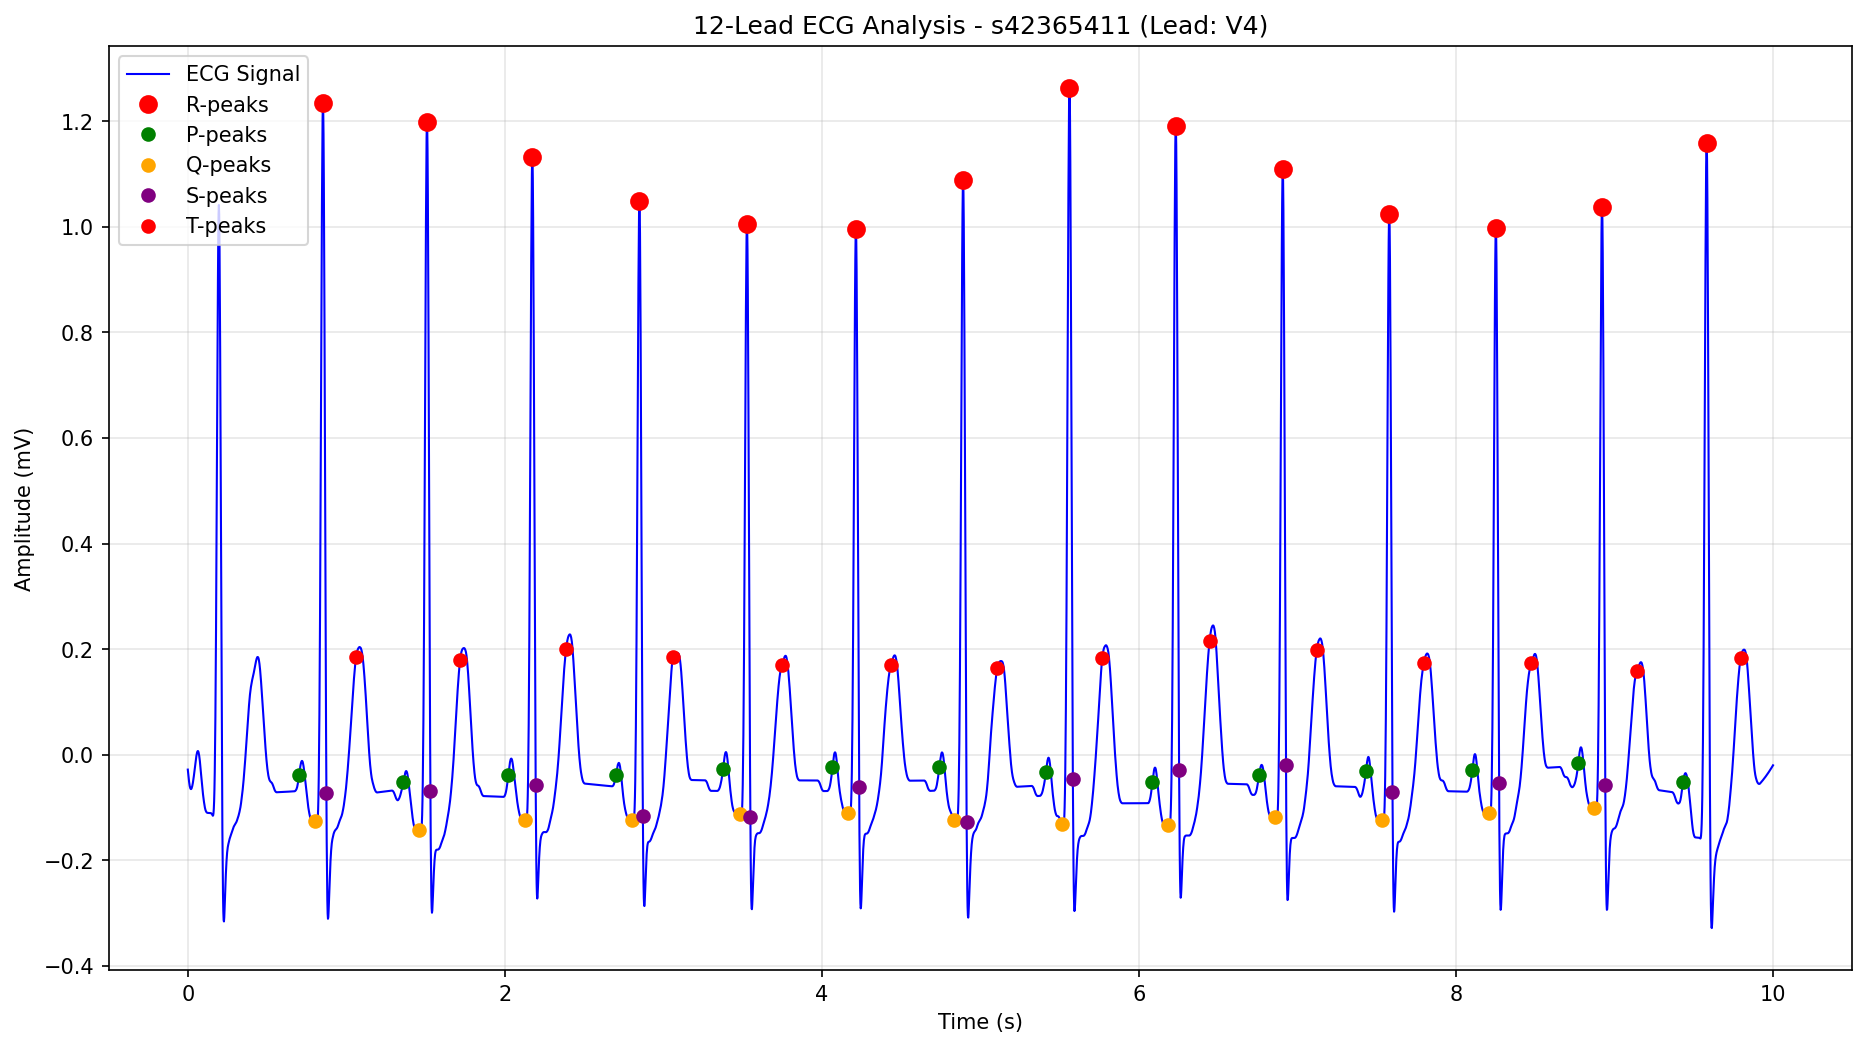 12-Lead ECG Analysis - s42365411 (Lead: V4)
ECG Signal
R-peaks
P-peaks
Q-peaks
S-peaks
T-peaks
1.2
1.0
0.8
0.6
0.4
0.2
0.0
−0.2
−0.4
Amplitude (mV)
0 2 4 6 8 10
Time (s)